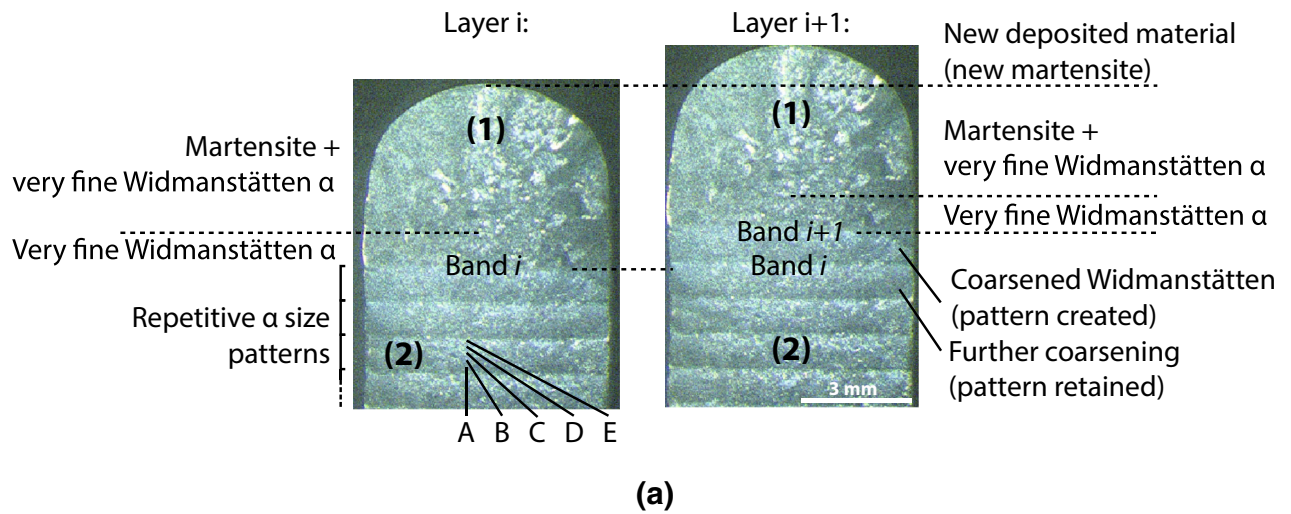 Layer i:
Layer i+1:
New deposited material
(new martensite)
(1)
(1)
Martensite +
very fine Widmanstätten α
Martensite +
very fine Widmanstätten α
Very fine Widmanstätten α
Very fine Widmanstätten α
Band i+1
Band i
Band i
Coarsened Widmanstätten
(pattern created)
Repetitive α size
patterns
(2)
(2)
Further coarsening
(pattern retained)
3 mm
A B C D E
(a)